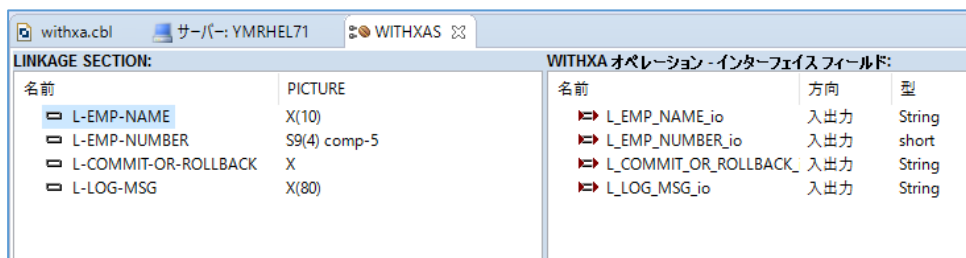 withxa.cbl サーバー: YMRHEL71 WITHXAS
LINKAGE SECTION: WITHXA オペレーション - インターフェイス フィールド:
名前 PICTURE 名前 方向 型
L-EMP-NAME X(10) L_EMP_NAME_io 入出力 String
L-EMP-NUMBER S9(4) comp-5 L_EMP_NUMBER_io 入出力 short
L-COMMIT-OR-ROLLBACK X L_COMMIT_OR_ROLLBACK_ 入出力 String
L-LOG-MSG X(80) L_LOG_MSG_io 入出力 String